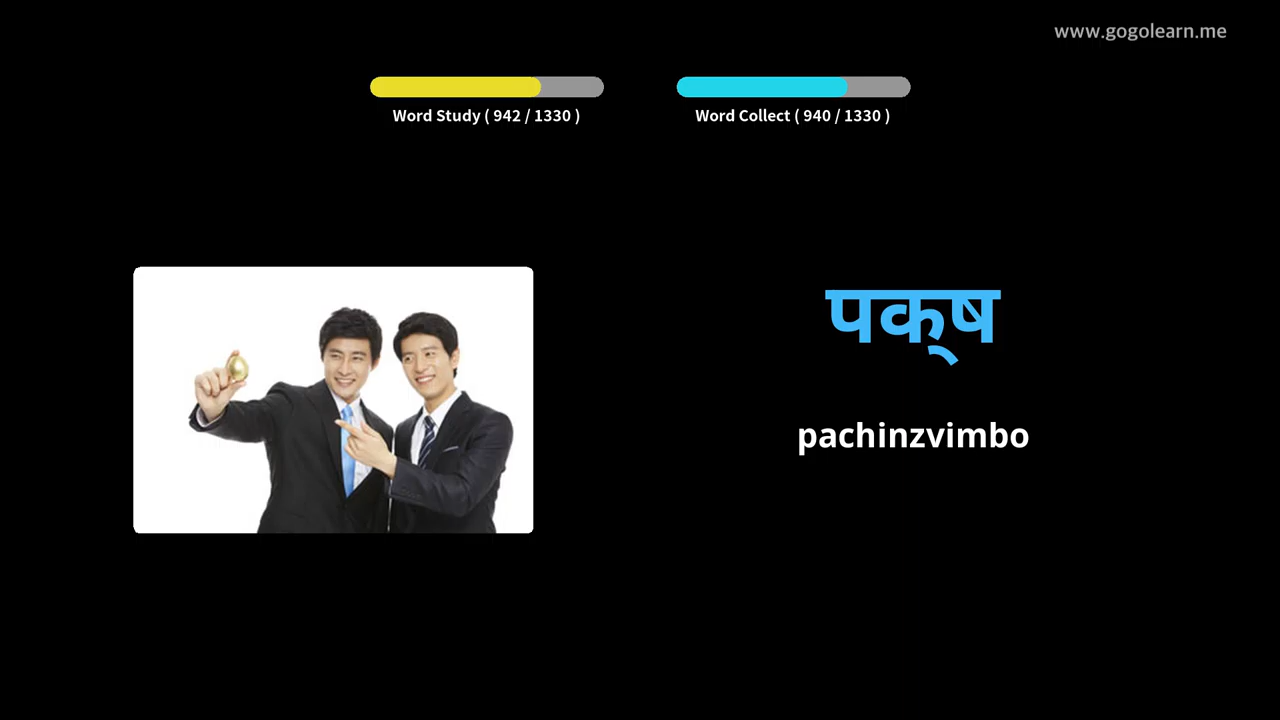 www.gogolearn.me
Word Study ( 942 / 1330 )
Word Collect ( 940 / 1330 )
पक्‌ष
pachinzvimbo